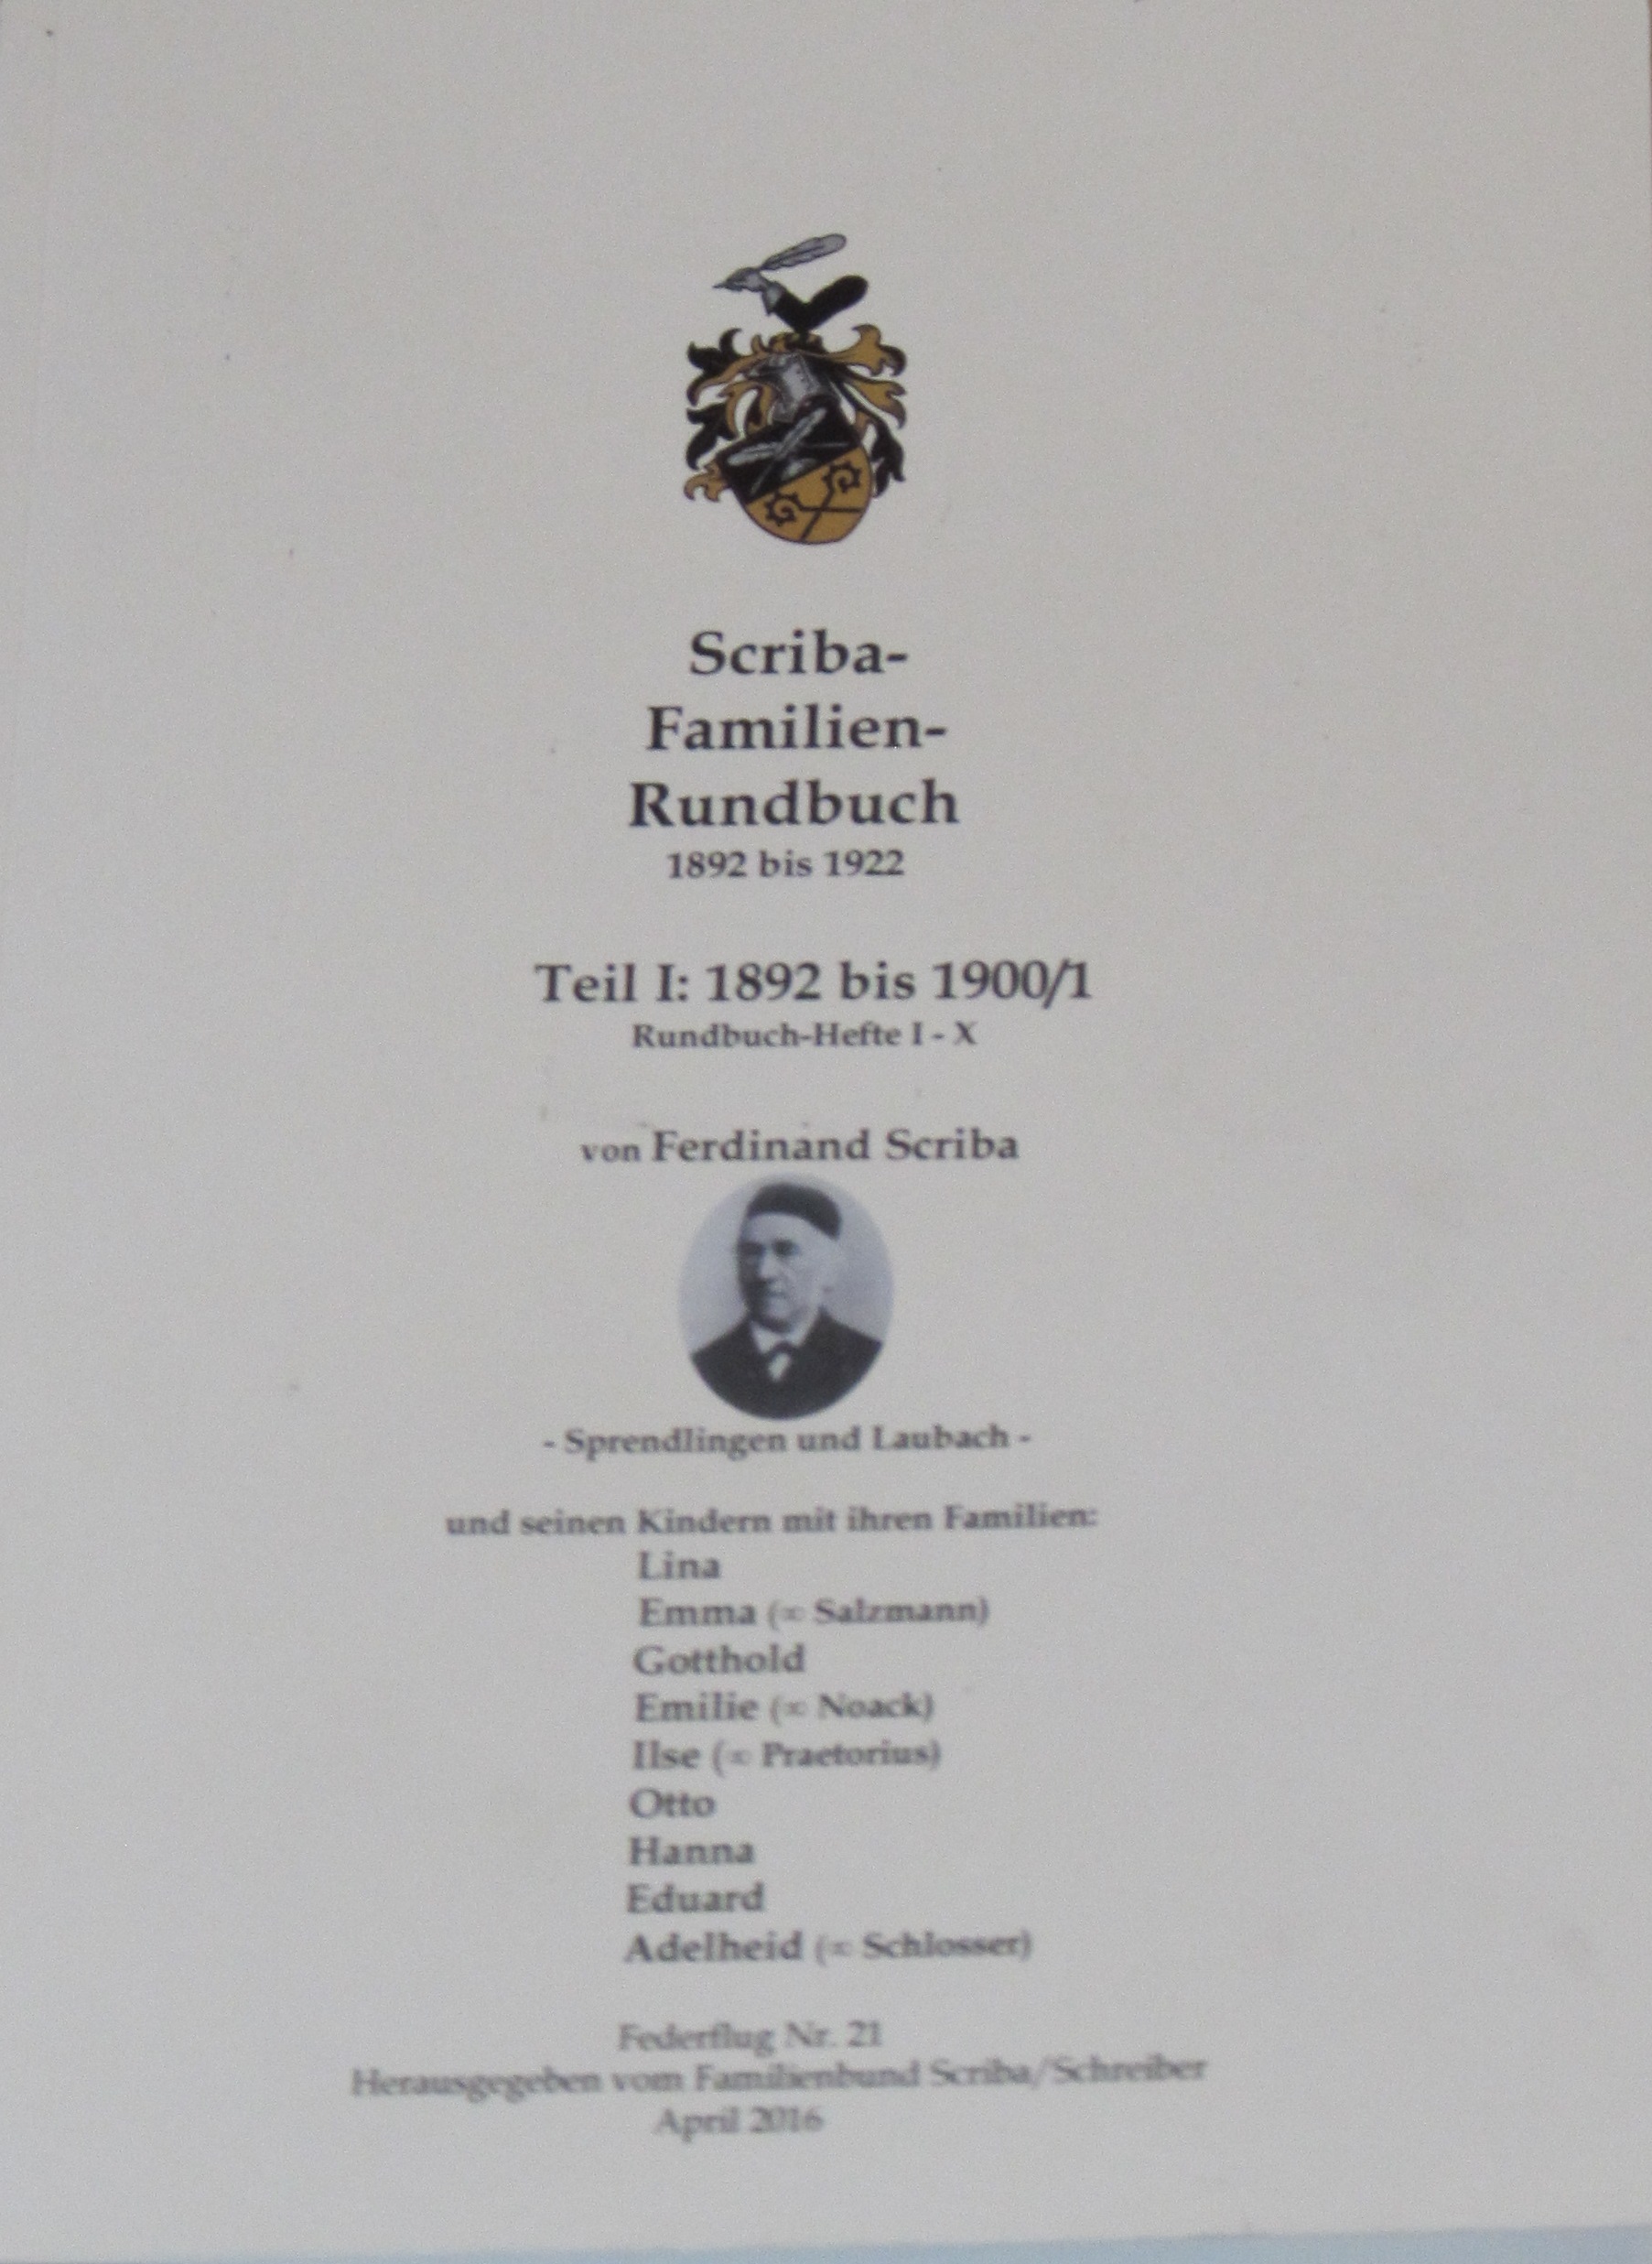 Scriba-
Familien-
Rundbuch
1892 bis 1922
Teil I: 1892 bis 1900/1
Rundbuch-Hefte I - X
von Ferdinand Scriba
- Sprendlingen und Laubach -
und seinen Kindern mit ihren Familien:
Lina
Emma (∞ Salzmann)
Gotthold
Emilie (∞ Noack)
Ilse (∞ Praetorius)
Otto
Hanna
Eduard
Adelheid (∞ Schlosser)
Federflug Nr. 21
Herausgegeben vom Familienbund Scriba/Schreiber
April 2016